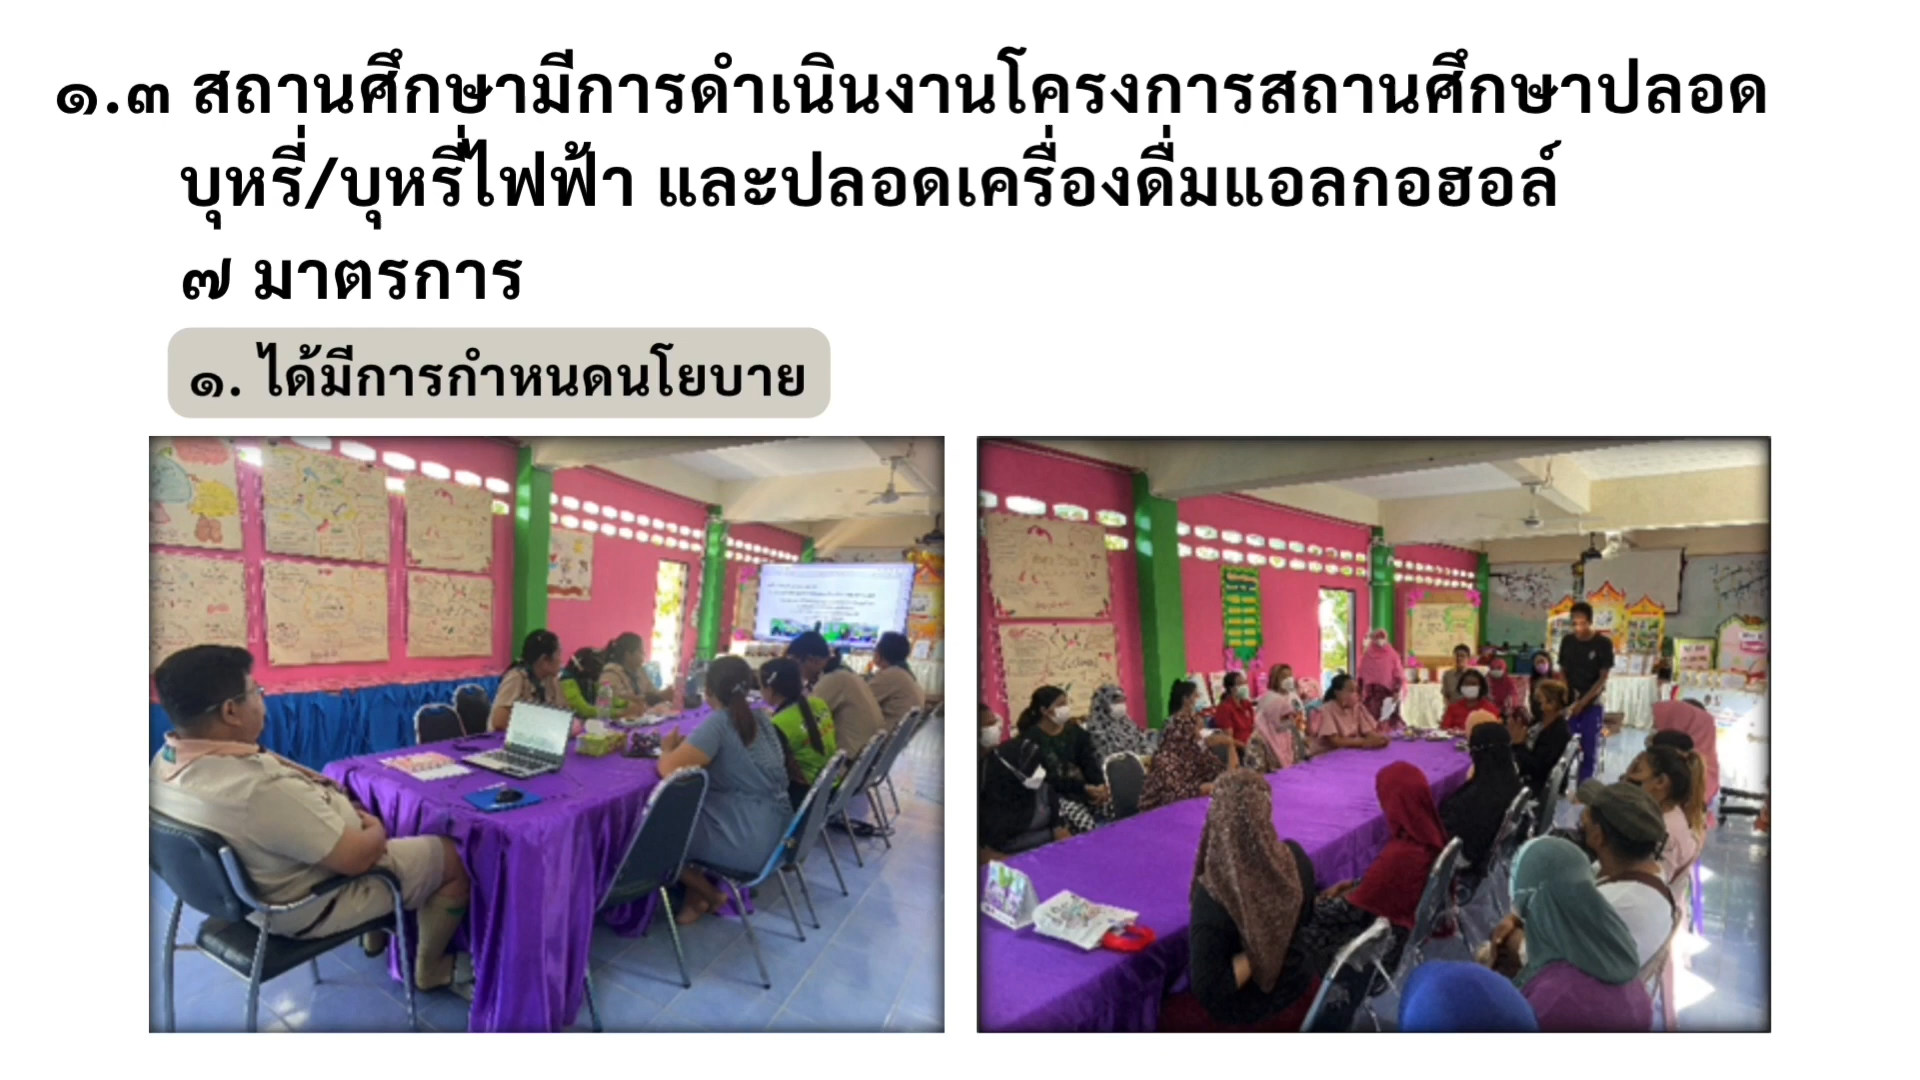 ๑.๓ สถานศึกษามีการดำเนินงานโครงการสถานศึกษาปลอด
บุหรี่/บุหรี่ไฟฟ้า และปลอดเครื่องดื่มแอลกอฮอล์
๗ มาตรการ
๑. ได้มีการกำหนดนโยบาย